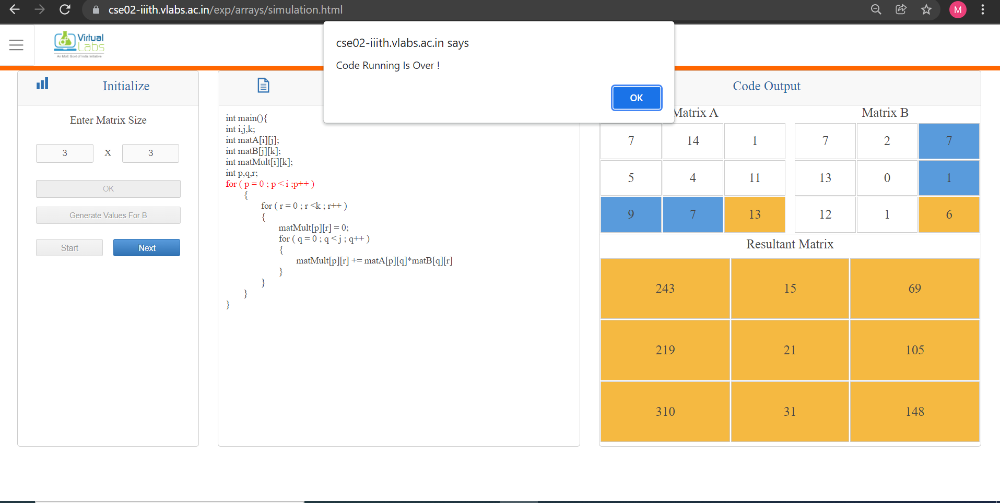 cse02-iiith.vlabs.ac.in/exp/arrays/simulation.html
M
Virtual
Labs
An MoE Govt of India Initiative
cse02-iiith.vlabs.ac.in says
Code Running Is Over !
OK
Initialize
Enter Matrix Size
3 X 3
OK
Generate Values For B
Start Next
int main(){
int i,j,k;
int matA[i][j];
int matB[j][k];
int matMult[i][k];
int p,q,r;
for ( p = 0 ; p < i ;p++ )
{
for ( r = 0 ; r <k ; r++ )
{
matMult[p][r] = 0;
for ( q = 0 ; q < j ; q++ )
{
matMult[p][r] += matA[p][q]*matB[q][r]
}
}
}
}
Code Output
Matrix A Matrix B
7 14 1 7 2 7
5 4 11 13 0 1
9 7 13 12 1 6
Resultant Matrix
243 15 69
219 21 105
310 31 148